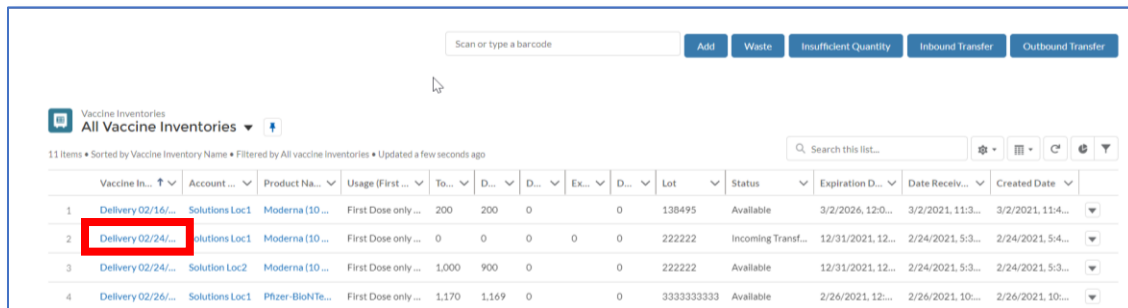 Scan or type a barcode Add Waste Insufficient Quantity Inbound Transfer Outbound Transfer
Vaccine Inventories
All Vaccine Inventories
11 Items • Sorted by Vaccine Inventory Name • Filtered by All vaccine inventories • Updated a few seconds ago Search this list...
Vaccine In... Account ... Product Na... Usage (First ... To... D... D... Ex... D... Lot Status Expiration D... Date Receiv... Created Date
1 Delivery 02/16/... Solutions Loc1 Moderna (10 ... First Dose only ... 200 200 0 0 138495 Available 3/2/2026, 12:0... 3/2/2021, 11:3... 3/2/2021, 11:4...
2 Delivery 02/24/... olutions Loc1 Moderna (10 ... First Dose only ... 0 0 0 0 0 222222 Incoming Transf... 12/31/2021, 12... 2/24/2021, 5:3... 2/24/2021, 5:4...
3 Delivery 02/24/... Solution Loc2 Moderna (10 ... First Dose only ... 1,000 900 0 0 222222 Available 12/31/2021, 12... 2/24/2021, 5:3... 2/24/2021, 5:3...
4 Delivery 02/26/... Solutions Loc1 Pfizer-BioNTe... First Dose only ... 1,170 1,169 0 0 3333333333 Available 2/26/2021, 12:... 2/26/2021, 10:... 2/26/2021, 10:...